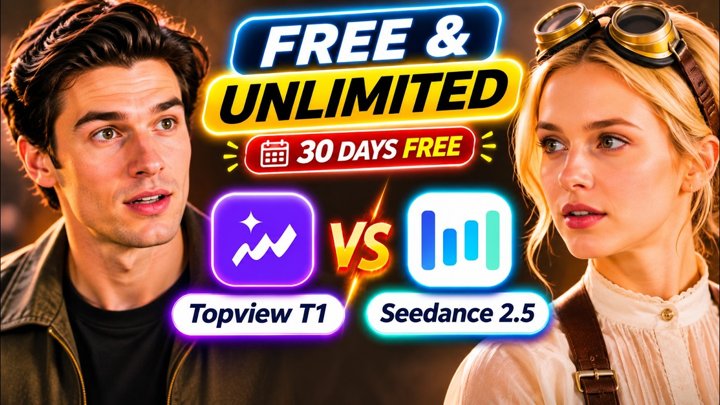 FREE &
UNLIMITED
30 DAYS FREE
VS
Topview T1
Seedance 2.5